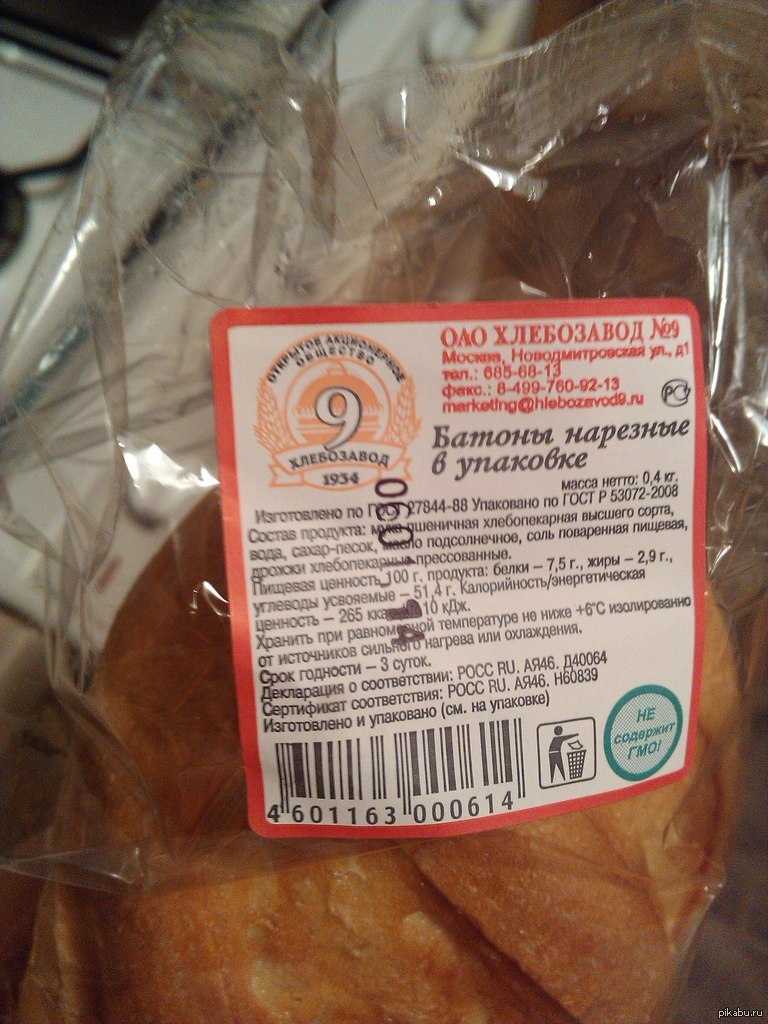 ОТКРЫТОЕ АКЦИОНЕРНОЕ
ОБЩЕСТВО
9
ХЛЕБОЗАВОД
1934
ОАО ХЛЕБОЗАВОД №9
Москва, Новодмитровская ул., д1
тел.: 685-68-13
факс.: 8-499-760-92-13
marketing@hlebozavod9.ru
РСТ
Батоны нарезные
в упаковке
масса нетто: 0,4 кг.
Изготовлено по 27844-88 Упаковано по ГОСТ Р 53072-2008
Состав продукта: мука пшеничная хлебопекарная высшего сорта,
вода, сахар-песок, масло подсолнечное, соль поваренная пищевая,
дрожжи хлебопекарные прессованные.
Пищевая ценность 100 г. продукта: белки – 7,5 г., жиры – 2,9 г.,
углеводы усвояемые – 51,4 г. Калорийность/энергетическая
ценность – 265 10 кДж.
Хранить при равномерной температуре не ниже +6°С изолированно
от источников сильного нагрева или охлаждения.
Срок годности – 3 суток.
Декларация о соответствии: РОСС RU. АЯ46. Д40064
Сертификат соответствия: РОСС RU. АЯ46. Н60839
Изготовлено и упаковано (см. на упаковке)
НЕ
содержит
ГМО!
4 601163 000614
pikabu.ru